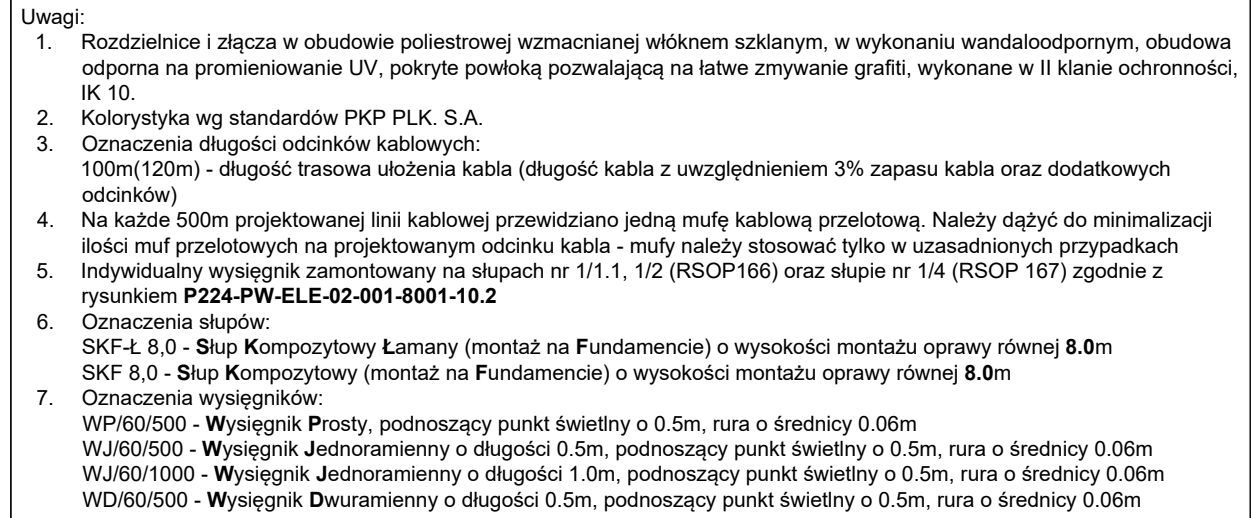 Uwagi:
1. Rozdzielnice i złącza w obudowie poliestrowej wzmacnianej włóknem szklanym, w wykonaniu wandaloodpornym, obudowa
odporna na promieniowanie UV, pokryte powłoką pozwalającą na łatwe zmywanie grafiti, wykonane w II klanie ochronności,
IK 10.
2. Kolorystyka wg standardów PKP PLK. S.A.
3. Oznaczenia długości odcinków kablowych:
100m(120m) - długość trasowa ułożenia kabla (długość kabla z uwzględnieniem 3% zapasu kabla oraz dodatkowych
odcinków)
4. Na każde 500m projektowanej linii kablowej przewidziano jedną mufę kablową przelotową. Należy dążyć do minimalizacji
ilości muf przelotowych na projektowanym odcinku kabla - mufy należy stosować tylko w uzasadnionych przypadkach
5. Indywidualny wysięgnik zamontowany na słupach nr 1/1.1, 1/2 (RSOP166) oraz słupie nr 1/4 (RSOP 167) zgodnie z
rysunkiem P224-PW-ELE-02-001-8001-10.2
6. Oznaczenia słupów:
SKF-Ł 8,0 - Słup Kompozytowy Łamany (montaż na Fundamencie) o wysokości montażu oprawy równej 8.0m
SKF 8,0 - Słup Kompozytowy (montaż na Fundamencie) o wysokości montażu oprawy równej 8.0m
7. Oznaczenia wysięgników:
WP/60/500 - Wysięgnik Prosty, podnoszący punkt świetlny o 0.5m, rura o średnicy 0.06m
WJ/60/500 - Wysięgnik Jednoramienny o długości 0.5m, podnoszący punkt świetlny o 0.5m, rura o średnicy 0.06m
WJ/60/1000 - Wysięgnik Jednoramienny o długości 1.0m, podnoszący punkt świetlny o 0.5m, rura o średnicy 0.06m
WD/60/500 - Wysięgnik Dwuramienny o długości 0.5m, podnoszący punkt świetlny o 0.5m, rura o średnicy 0.06m